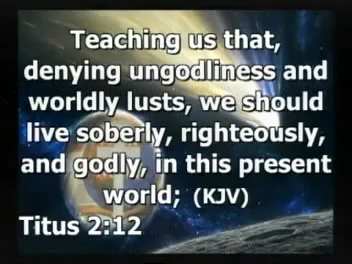 Teaching us that,
denying ungodliness and
worldly lusts, we should
live soberly, righteously,
and godly, in this present
world; (KJV)
Titus 2:12